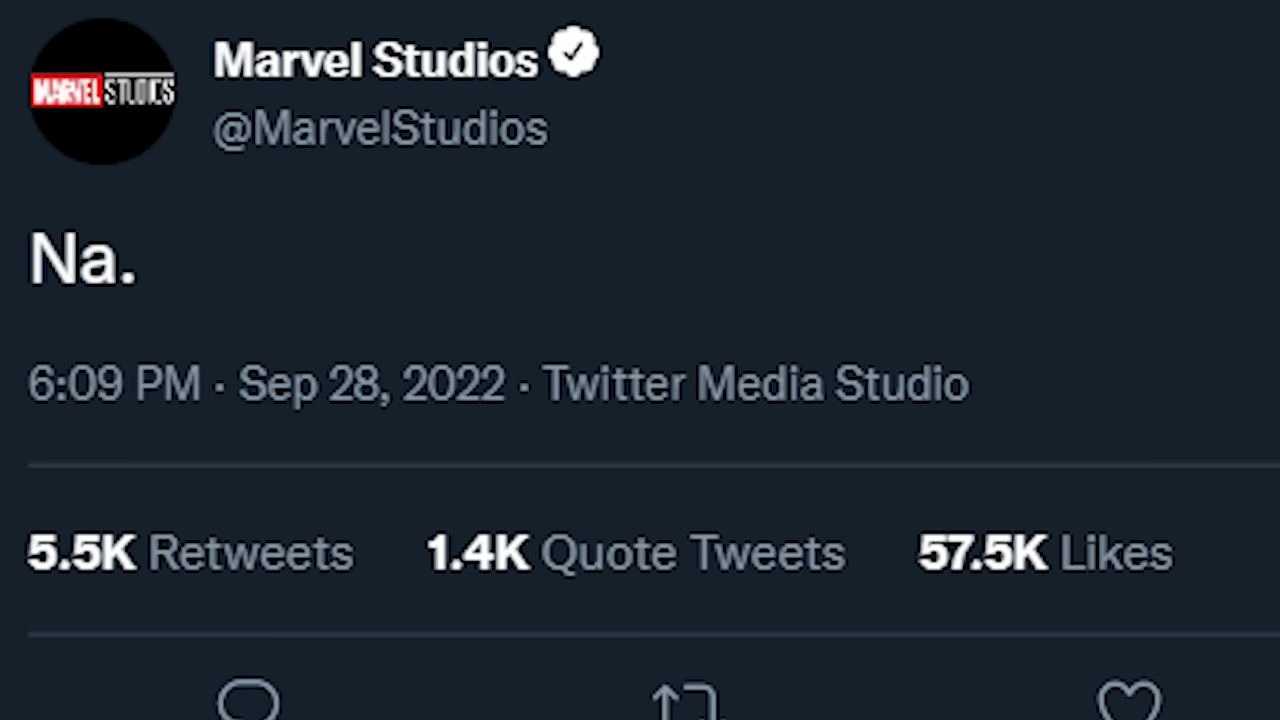 MARVEL STUDIOS
Marvel Studios
@MarvelStudios
Na.
6:09 PM · Sep 28, 2022 · Twitter Media Studio
5.5K Retweets 1.4K Quote Tweets 57.5K Likes